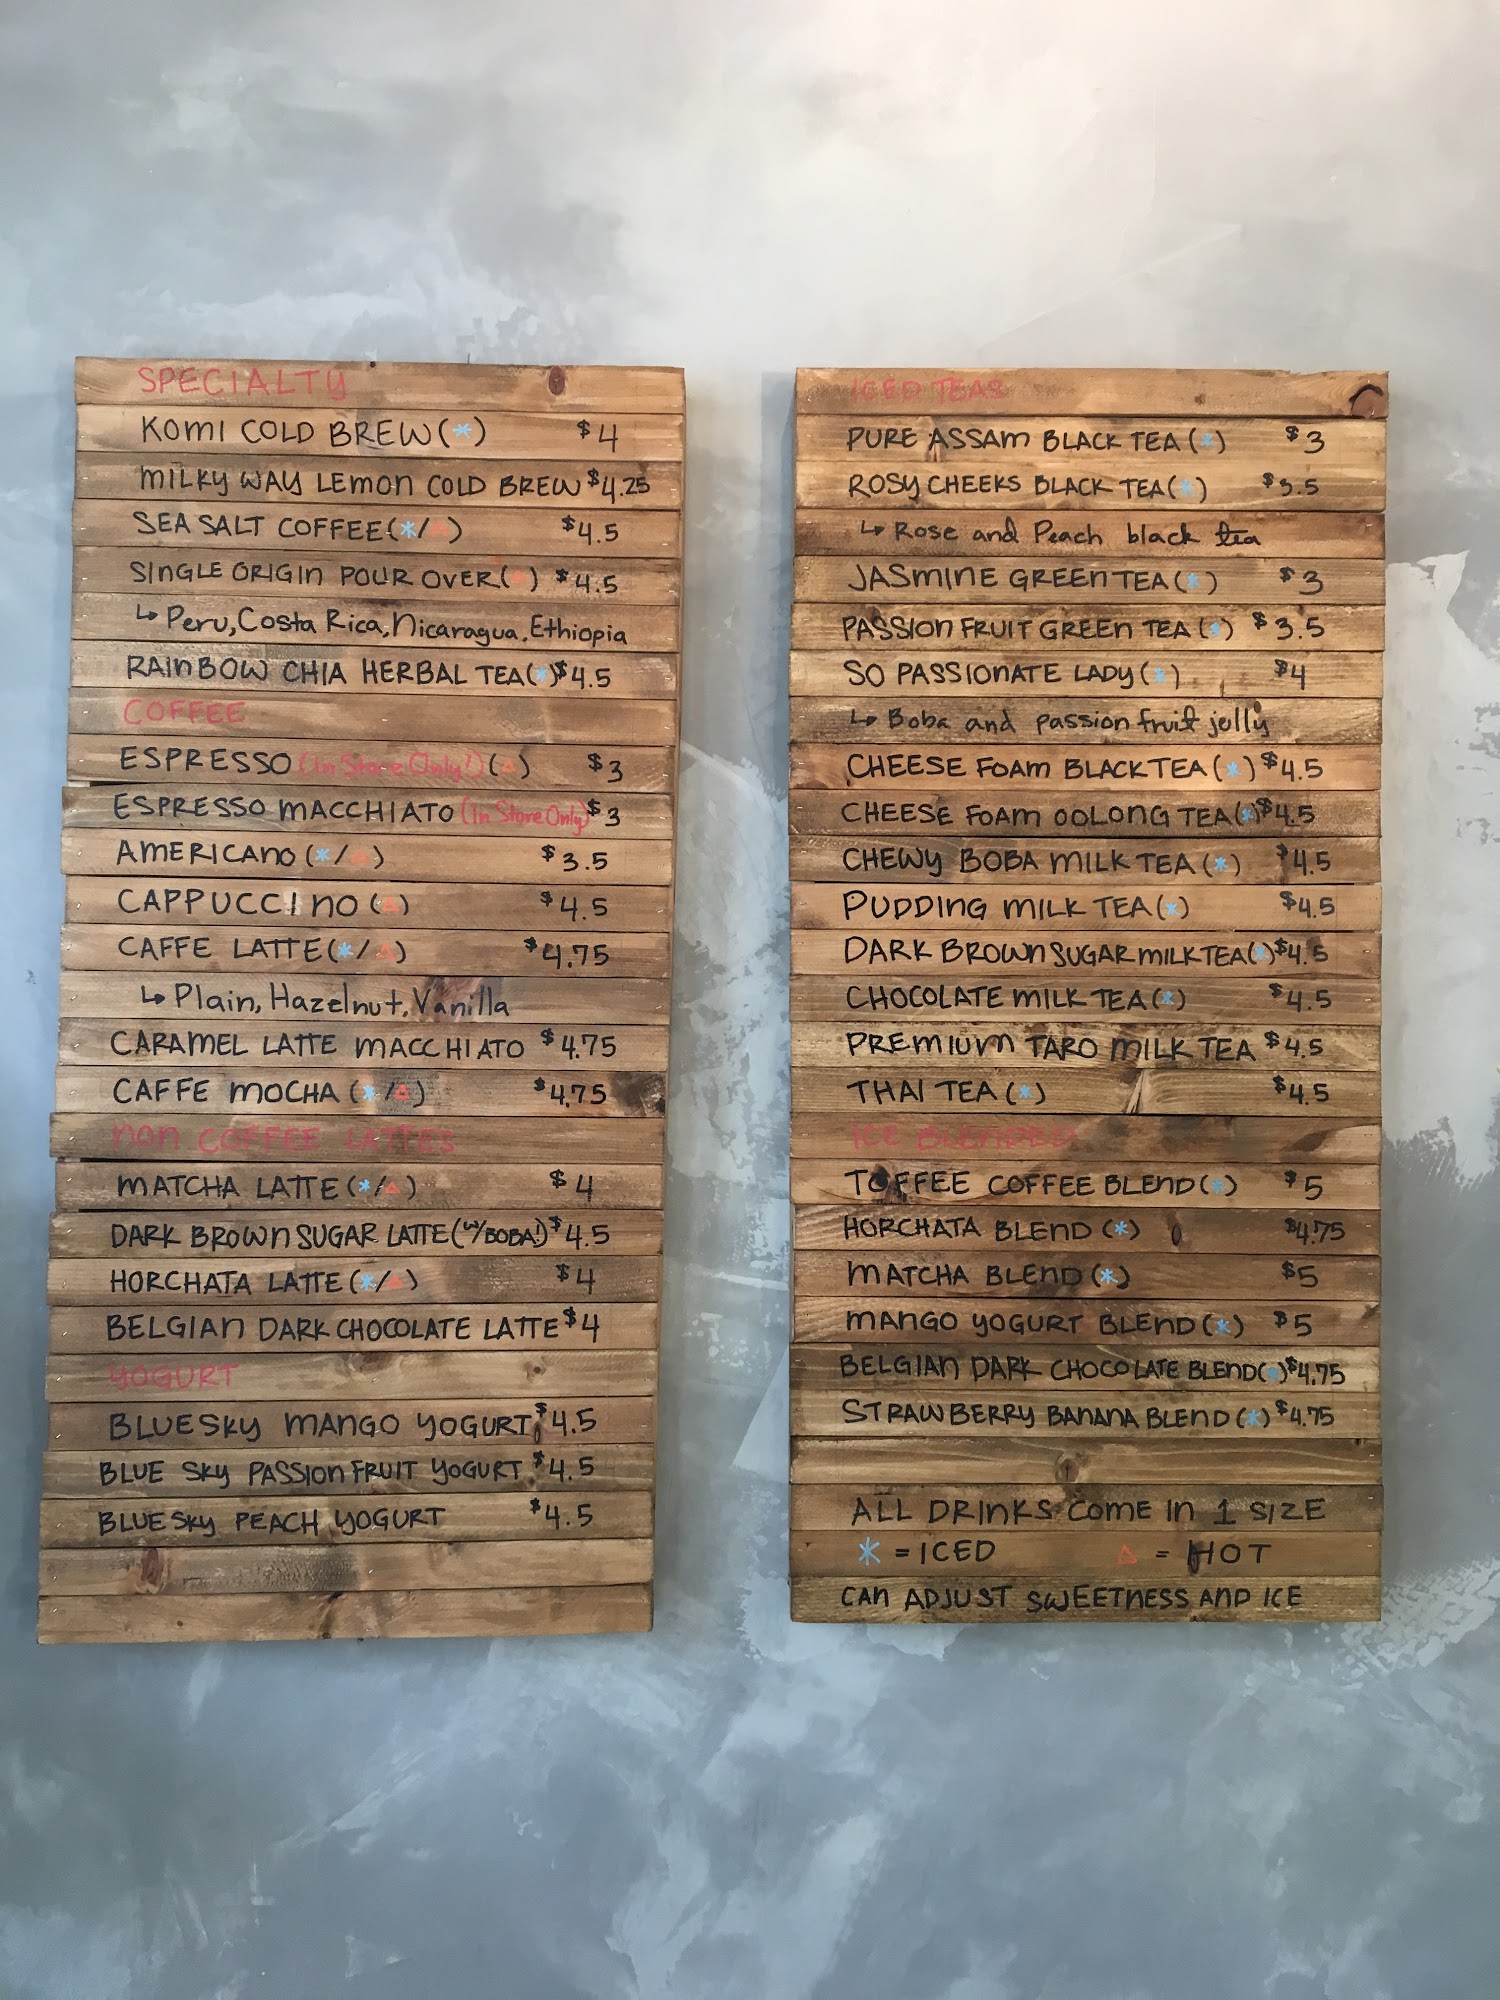 SPECIALTY
KOMI COLD BREW (*) $4
MILKY WAY LEMON COLD BREW $4.25
SEA SALT COFFEE (*/△) $4.5
SINGLE ORIGIN POUR OVER (△) $4.5
↳ Peru, Costa Rica, Nicaragua, Ethiopia
RAINBOW CHIA HERBAL TEA (*) $4.5
COFFEE
ESPRESSO (In Store Only!) (△) $3
ESPRESSO MACCHIATO (In Store Only) $3
AMERICANO (*/△) $3.5
CAPPUCCINO (△) $4.5
CAFFE LATTE (*/△) $4.75
↳ Plain, Hazelnut, Vanilla
CARAMEL LATTE MACCHIATO $4.75
CAFFE MOCHA (*/△) $4.75
NON COFFEE LATTES
MATCHA LATTE (*/△) $4
DARK BROWN SUGAR LATTE (W/BOBA!) $4.5
HORCHATA LATTE (*/△) $4
BELGIAN DARK CHOCOLATE LATTE $4
YOGURT
BLUE SKY MANGO YOGURT $4.5
BLUE SKY PASSION FRUIT YOGURT $4.5
BLUE SKY PEACH YOGURT $4.5
ICED TEAS
PURE ASSAM BLACK TEA (*) $3
ROSY CHEEKS BLACK TEA (*) $3.5
↳ Rose and Peach black tea
JASMINE GREEN TEA (*) $3
PASSION FRUIT GREEN TEA (*) $3.5
SO PASSIONATE LADY (*) $4
↳ Boba and passion fruit jelly
CHEESE FOAM BLACK TEA (*) $4.5
CHEESE FOAM OOLONG TEA (*) $4.5
CHEWY BOBA MILK TEA (*) $4.5
PUDDING MILK TEA (*) $4.5
DARK BROWN SUGAR MILK TEA (*) $4.5
CHOCOLATE MILK TEA (*) $4.5
PREMIUM TARO MILK TEA $4.5
THAI TEA (*) $4.5
ICE BLENDED
TOFFEE COFFEE BLEND (*) $5
HORCHATA BLEND (*) $4.75
MATCHA BLEND (*) $5
MANGO YOGURT BLEND (*) $5
BELGIAN DARK CHOCOLATE BLEND (*) $4.75
STRAWBERRY BANANA BLEND (*) $4.75
ALL DRINKS COME IN 1 SIZE
* = ICED △ = HOT
CAN ADJUST SWEETNESS AND ICE